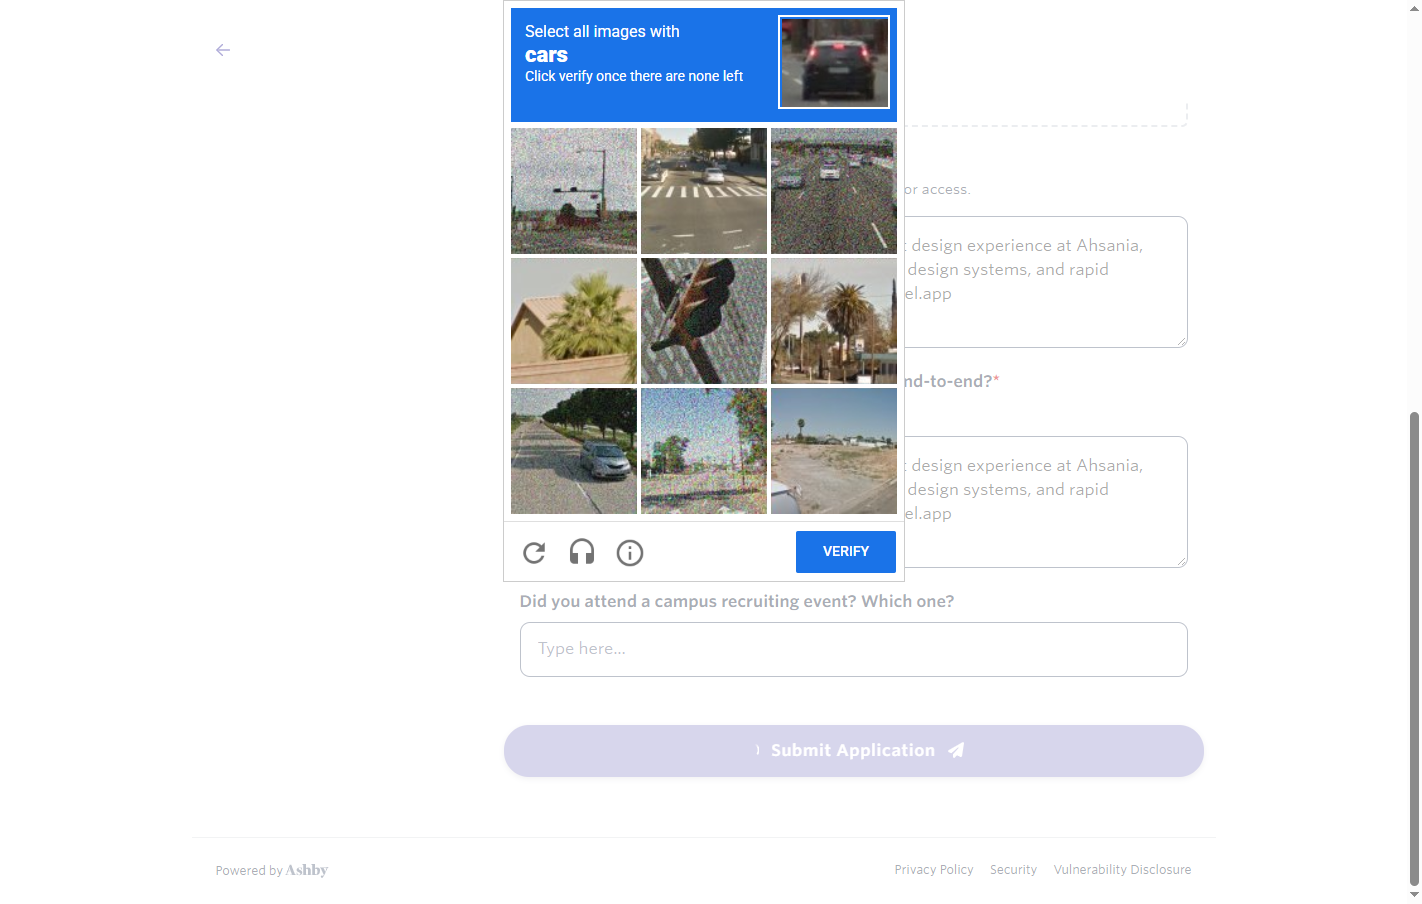 Select all images with
cars
Click verify once there are none left
or access.
design experience at Ahsania,
design systems, and rapid
el.app
nd-to-end?*
design experience at Ahsania,
design systems, and rapid
el.app
VERIFY
Did you attend a campus recruiting event? Which one?
Type here...
Submit Application
Powered by Ashby
Privacy Policy Security Vulnerability Disclosure